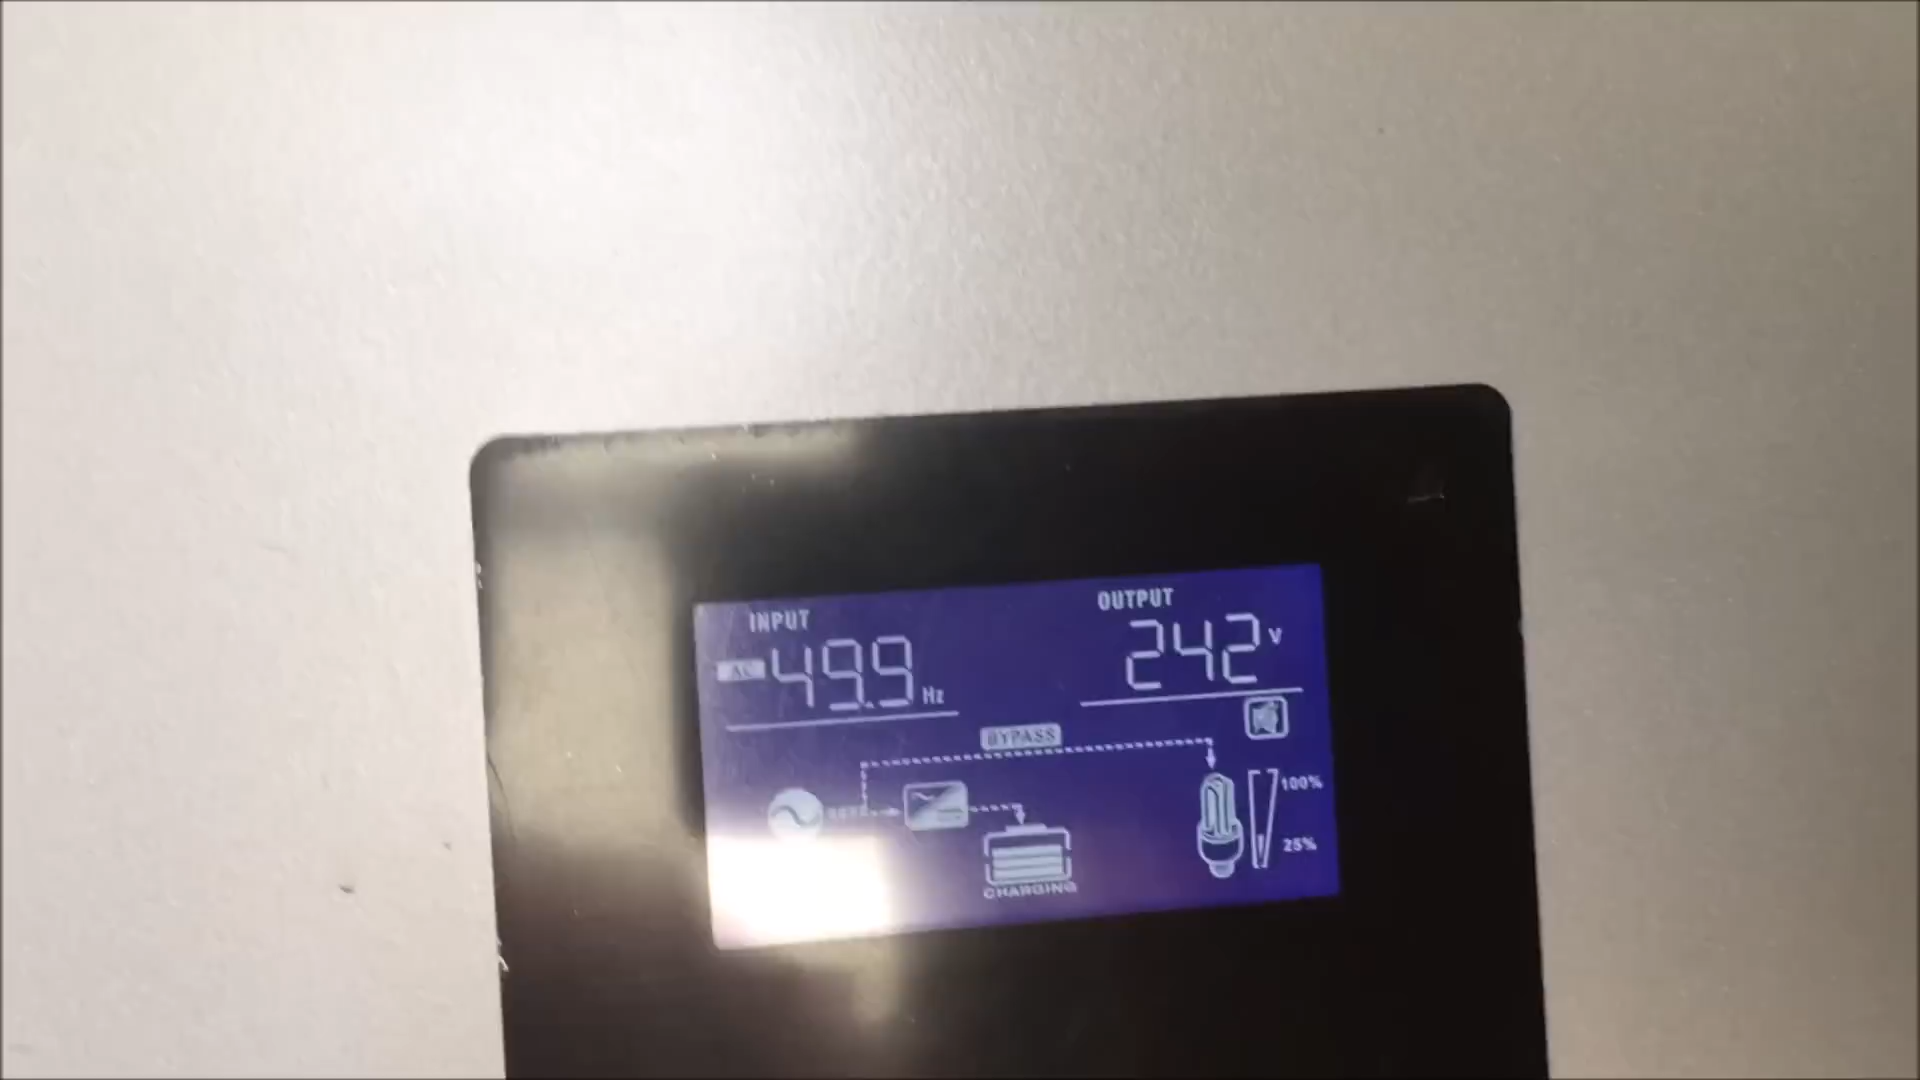 INPUT
AC 49.9 Hz
OUTPUT
242 V
BYPASS
100%
25%
CHARGING